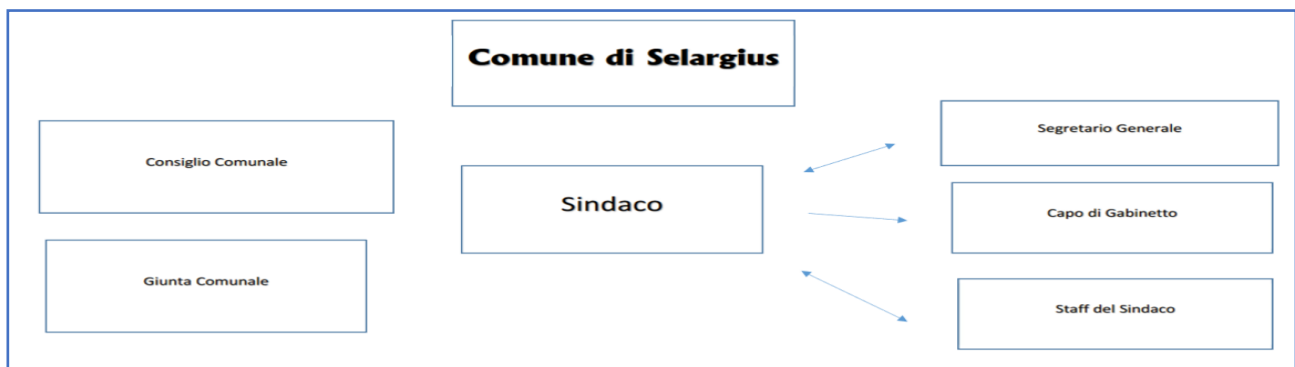 Comune di Selargius
Consiglio Comunale
Giunta Comunale
Sindaco
Segretario Generale
Capo di Gabinetto
Staff del Sindaco